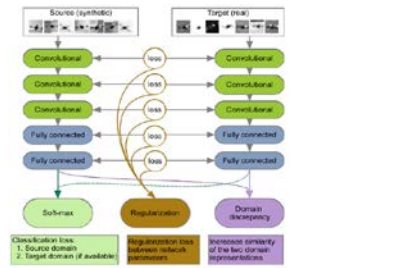 Source (synthetic)
Target (real)
Convolutional
loss
Convolutional
Convolutional
loss
Convolutional
Convolutional
loss
Convolutional
Fully connected
loss
Fully connected
Fully connected
loss
Fully connected
Soft-max
Regularization
Domain
discrepency
Classification loss:
1. Source domain
2. Target domain (if available)
Regularization loss
between network
parameters
Increases similarity
of the two domain
representations